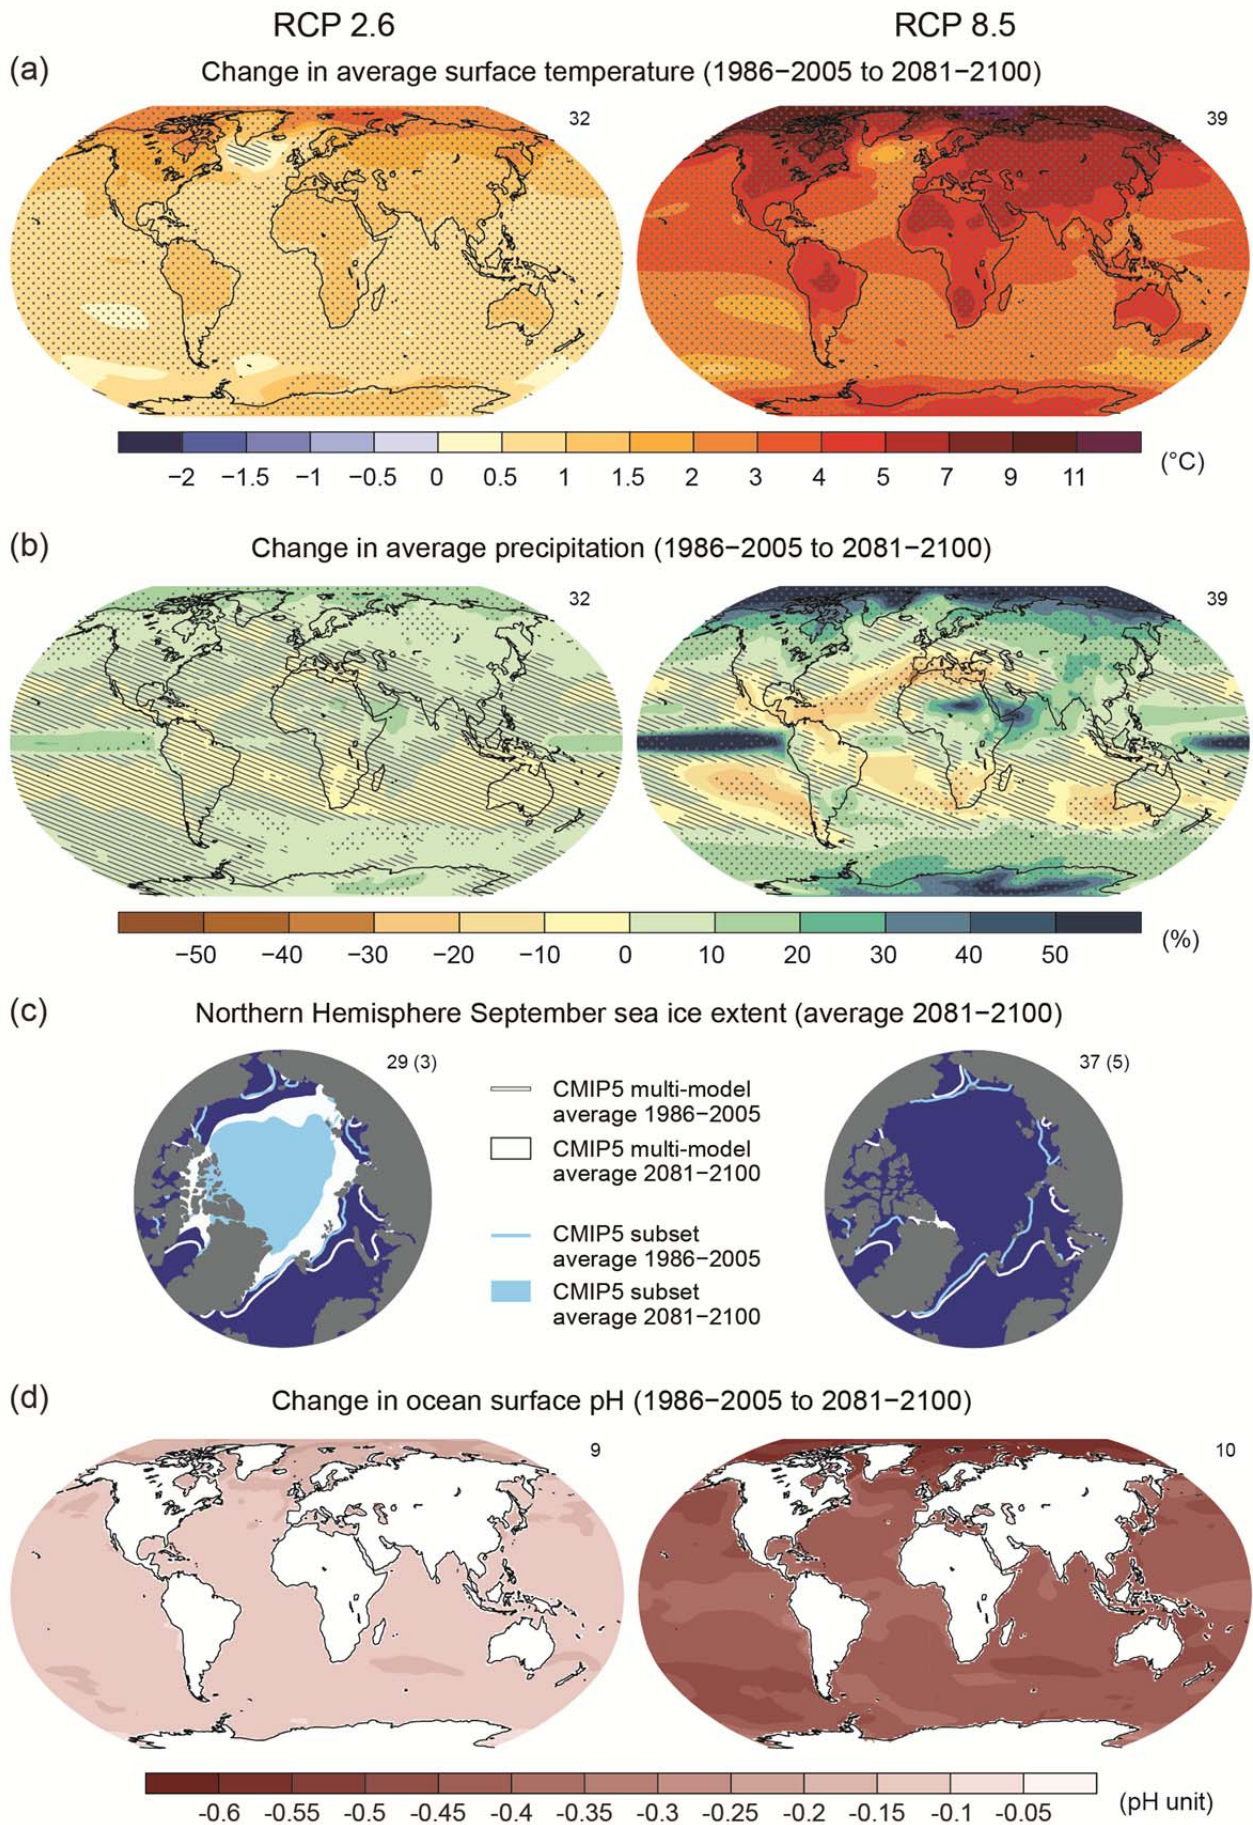 RCP 2.6
RCP 8.5
(a)
Change in average surface temperature (1986−2005 to 2081−2100)
32
39
−2 −1.5 −1 −0.5 0 0.5 1 1.5 2 3 4 5 7 9 11
(°C)
(b)
Change in average precipitation (1986−2005 to 2081−2100)
32
39
−50 −40 −30 −20 −10 0 10 20 30 40 50
(%)
(c)
Northern Hemisphere September sea ice extent (average 2081−2100)
29 (3)
37 (5)
CMIP5 multi-model
average 1986−2005
CMIP5 multi-model
average 2081−2100
CMIP5 subset
average 1986−2005
CMIP5 subset
average 2081−2100
(d)
Change in ocean surface pH (1986−2005 to 2081−2100)
9
10
-0.6 -0.55 -0.5 -0.45 -0.4 -0.35 -0.3 -0.25 -0.2 -0.15 -0.1 -0.05
(pH unit)